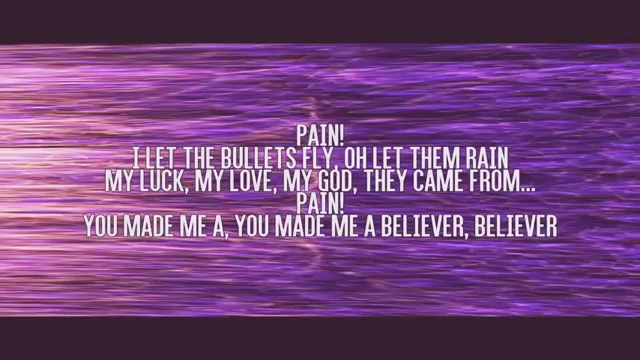 PAIN!
I LET THE BULLETS FLY, OH LET THEM RAIN
MY LUCK, MY LOVE, MY GOD, THEY CAME FROM...
PAIN!
YOU MADE ME A, YOU MADE ME A BELIEVER, BELIEVER